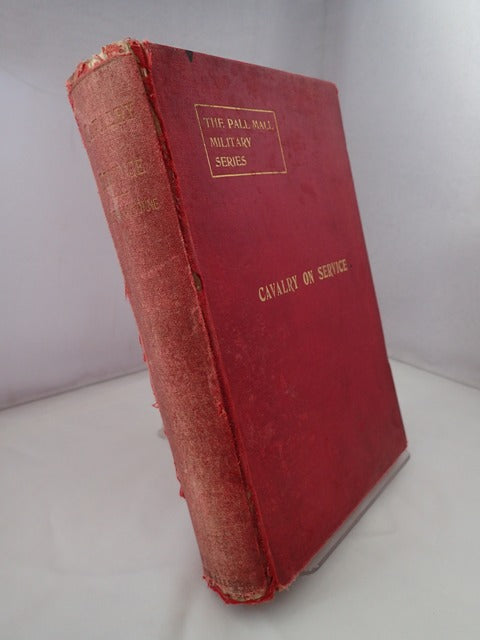 THE PALL MALL
MILITARY
SERIES
CAVALRY ON SERVICE